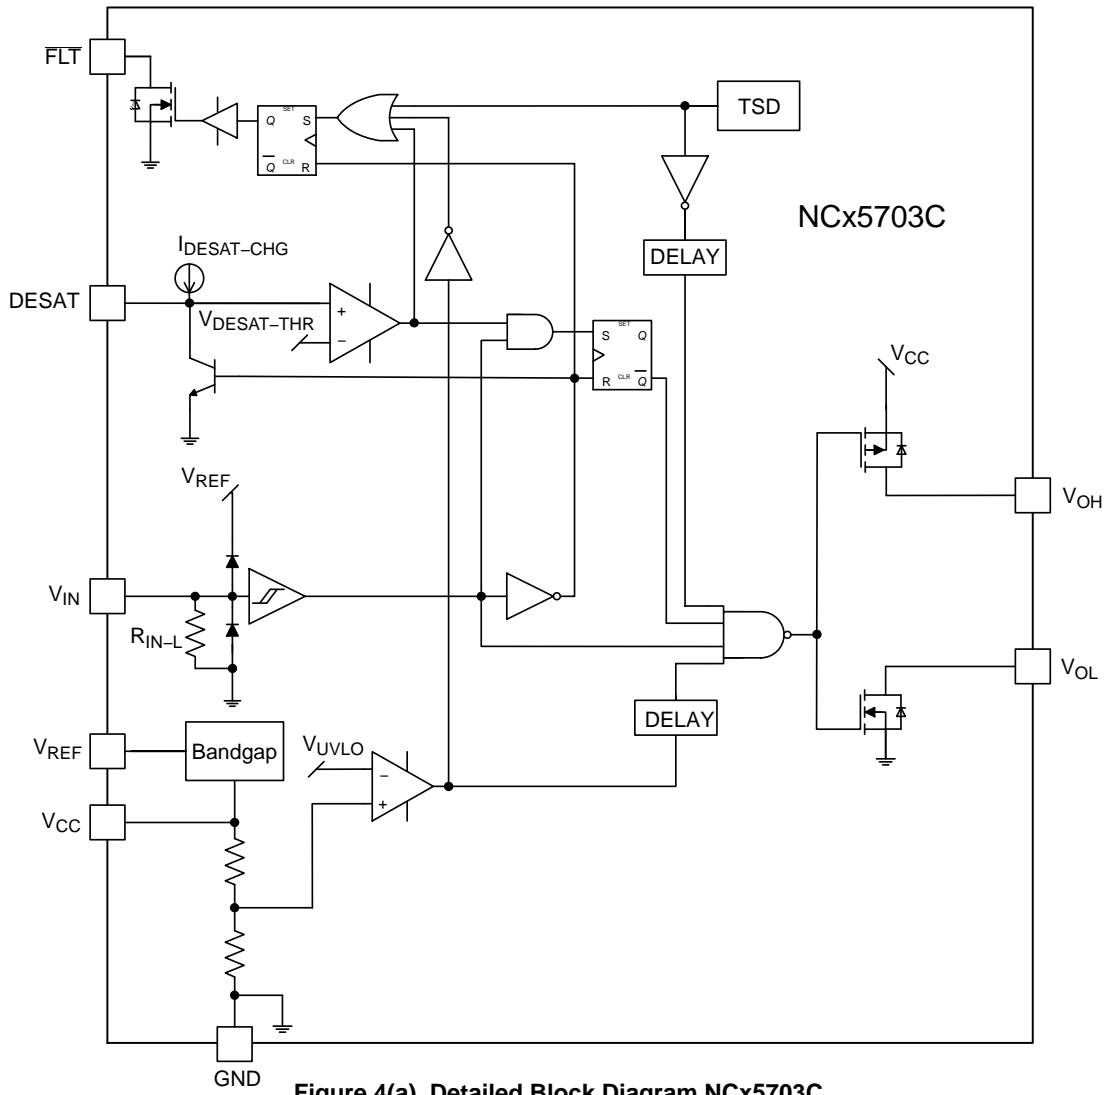 FLT
TSD
SET
Q S
Q CLR R
NCx5703C
IDESAT−CHG
DELAY
DESAT
VDESAT−THR
+
−
SET
S Q
R CLR Q
VCC
VREF
VOH
VIN
RIN−L
VOL
DELAY
VREF
Bandgap
VUVLO
−
+
VCC
GND
Figure 4(a). Detailed Block Diagram NCx5703C